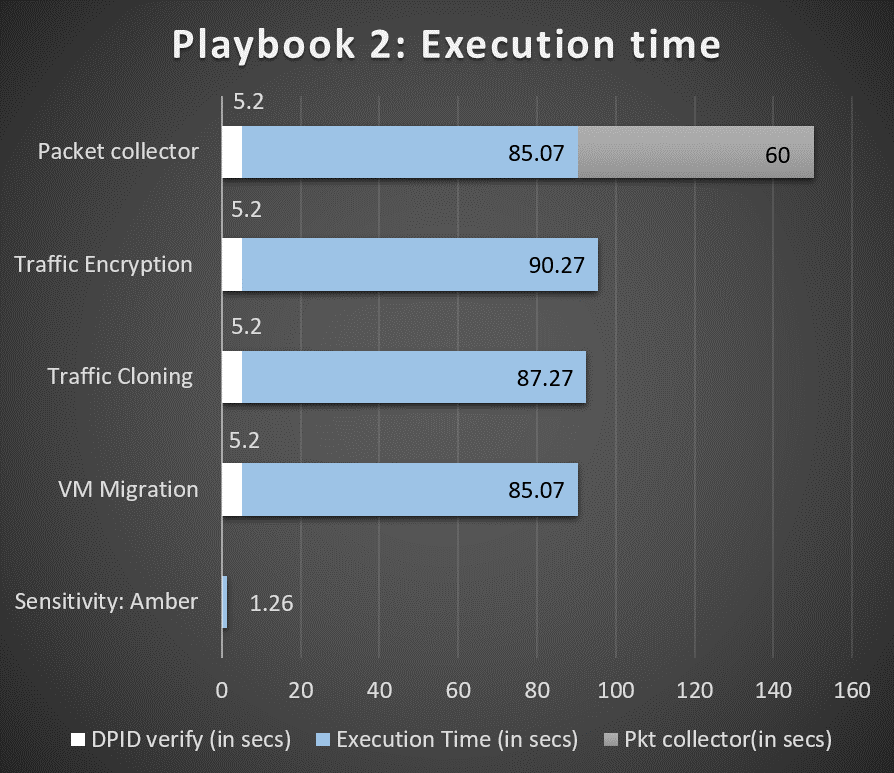 Playbook 2: Execution time
5.2
Packet collector 85.07 60
5.2
Traffic Encryption 90.27
5.2
Traffic Cloning 87.27
5.2
VM Migration 85.07
Sensitivity: Amber 1.26
0 20 40 60 80 100 120 140 160
DPID verify (in secs) Execution Time (in secs) Pkt collector(in secs)